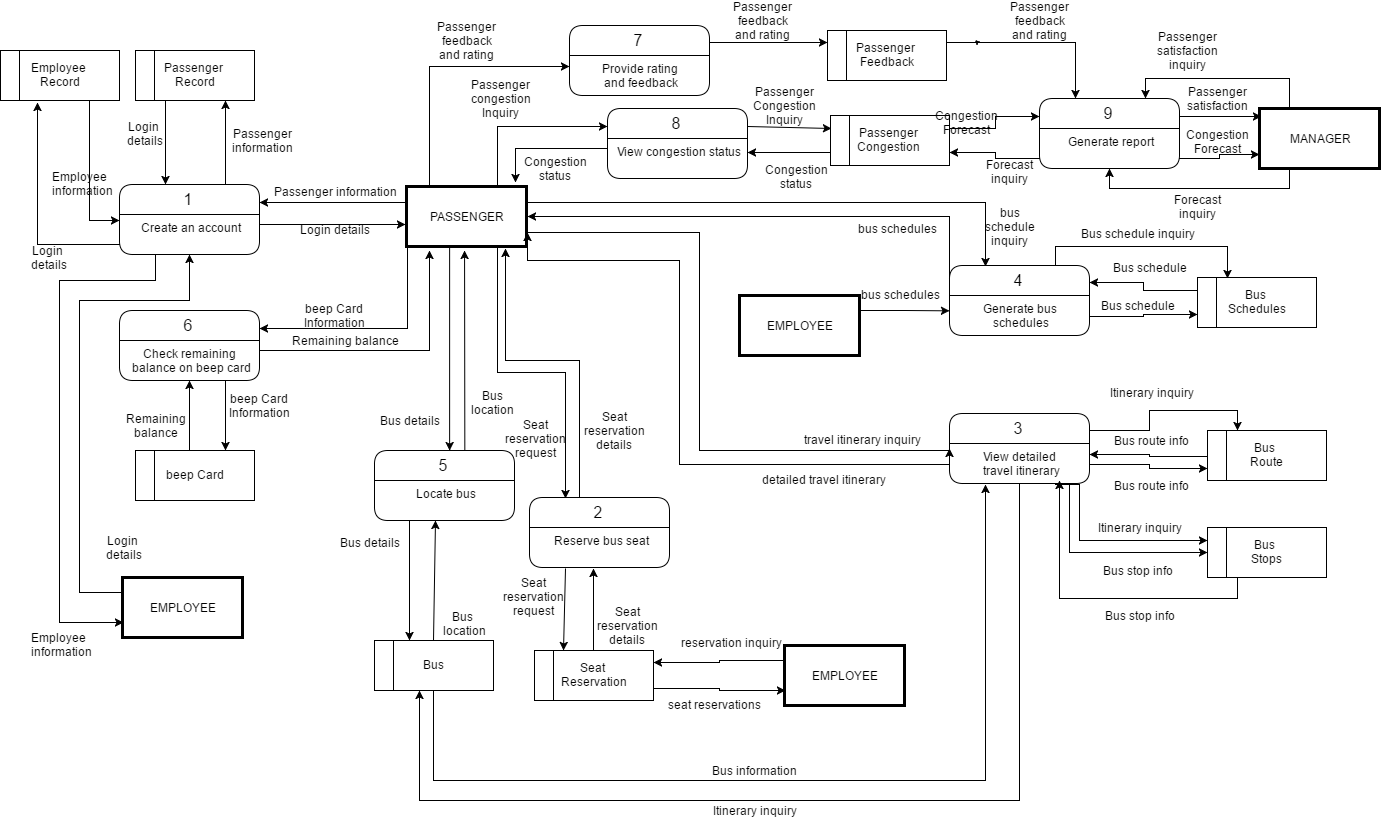 Passenger
feedback
and rating
7
Provide rating
and feedback
Passenger
feedback
and rating
Passenger
Feedback
Passenger
feedback
and rating
Passenger
satisfaction
inquiry
Employee
Record
Passenger
Record
Login
details
Passenger
information
Employee
information
Login
details
1
Create an account
Passenger information
Login details
PASSENGER
Passenger
congestion
Inquiry
8
View congestion status
Congestion
status
Passenger
Congestion
Inquiry
Congestion
status
Passenger
Congestion
Congestion
Forecast
Forecast
inquiry
9
Generate report
Passenger
satisfaction
Congestion
Forecast
MANAGER
Forecast
inquiry
bus
schedule
inquiry
bus schedules
Bus schedule inquiry
4
Generate bus
schedules
Bus schedule
Bus schedule
Bus
Schedules
EMPLOYEE
bus schedules
beep Card
Information
Remaining balance
6
Check remaining
balance on beep card
Remaining
balance
beep Card
Information
beep Card
Bus details
Bus
location
Seat
reservation
request
Seat
reservation
details
travel itinerary inquiry
detailed travel itinerary
3
View detailed
travel itinerary
Itinerary inquiry
Bus route info
Bus route info
Bus
Route
Itinerary inquiry
Bus stop info
Bus stop info
Bus
Stops
5
Locate bus
2
Reserve bus seat
Login
details
EMPLOYEE
Employee
information
Bus details
Bus
location
Bus
Seat
reservation
request
Seat
reservation
details
Seat
Reservation
reservation inquiry
seat reservations
EMPLOYEE
Bus information
Itinerary inquiry